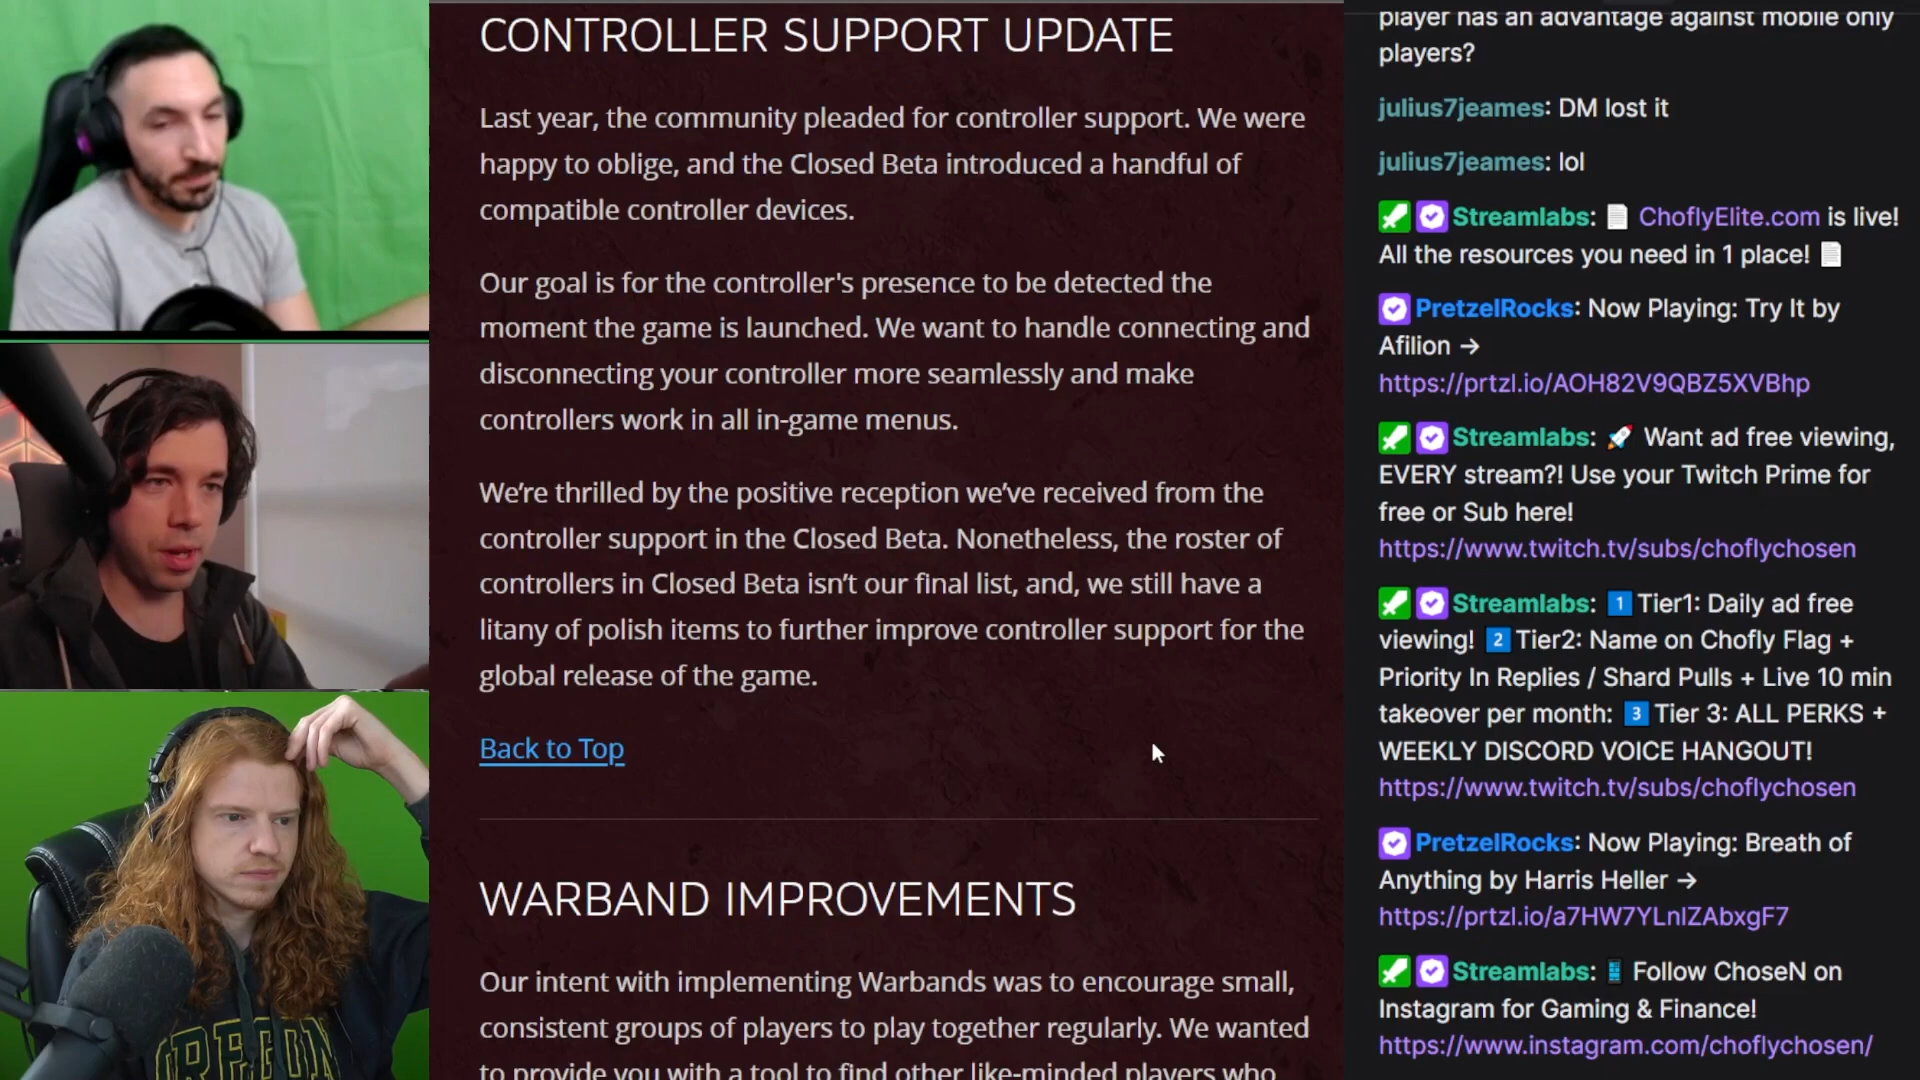 CONTROLLER SUPPORT UPDATE
Last year, the community pleaded for controller support. We were
happy to oblige, and the Closed Beta introduced a handful of
compatible controller devices.
Our goal is for the controller's presence to be detected the
moment the game is launched. We want to handle connecting and
disconnecting your controller more seamlessly and make
controllers work in all in-game menus.
We’re thrilled by the positive reception we’ve received from the
controller support in the Closed Beta. Nonetheless, the roster of
controllers in Closed Beta isn’t our final list, and, we still have a
litany of polish items to further improve controller support for the
global release of the game.
Back to Top
WARBAND IMPROVEMENTS
Our intent with implementing Warbands was to encourage small,
consistent groups of players to play together regularly. We wanted
to provide you with a tool to find other like-minded players who
player has an advantage against mobile only
players?
julius7jeames: DM lost it
julius7jeames: lol
Streamlabs: 📄 ChoflyElite.com is live!
All the resources you need in 1 place! 📄
PretzelRocks: Now Playing: Try It by
Afilion →
https://prtzl.io/AOH82V9QBZ5XVBhp
Streamlabs: 🚀 Want ad free viewing,
EVERY stream?! Use your Twitch Prime for
free or Sub here!
https://www.twitch.tv/subs/choflychosen
Streamlabs: 1️⃣ Tier1: Daily ad free
viewing! 2️⃣ Tier2: Name on Chofly Flag +
Priority In Replies / Shard Pulls + Live 10 min
takeover per month: 3️⃣ Tier 3: ALL PERKS +
WEEKLY DISCORD VOICE HANGOUT!
https://www.twitch.tv/subs/choflychosen
PretzelRocks: Now Playing: Breath of
Anything by Harris Heller →
https://prtzl.io/a7HW7YLnlZAbxgF7
Streamlabs: 📱 Follow ChoseN on
Instagram for Gaming & Finance!
https://www.instagram.com/choflychosen/
OREGON